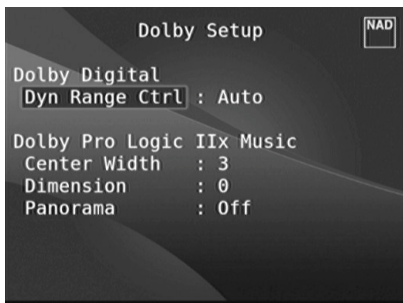 Dolby Setup
NAD
Dolby Digital
Dyn Range Ctrl : Auto
Dolby Pro Logic IIx Music
Center Width : 3
Dimension : 0
Panorama : Off